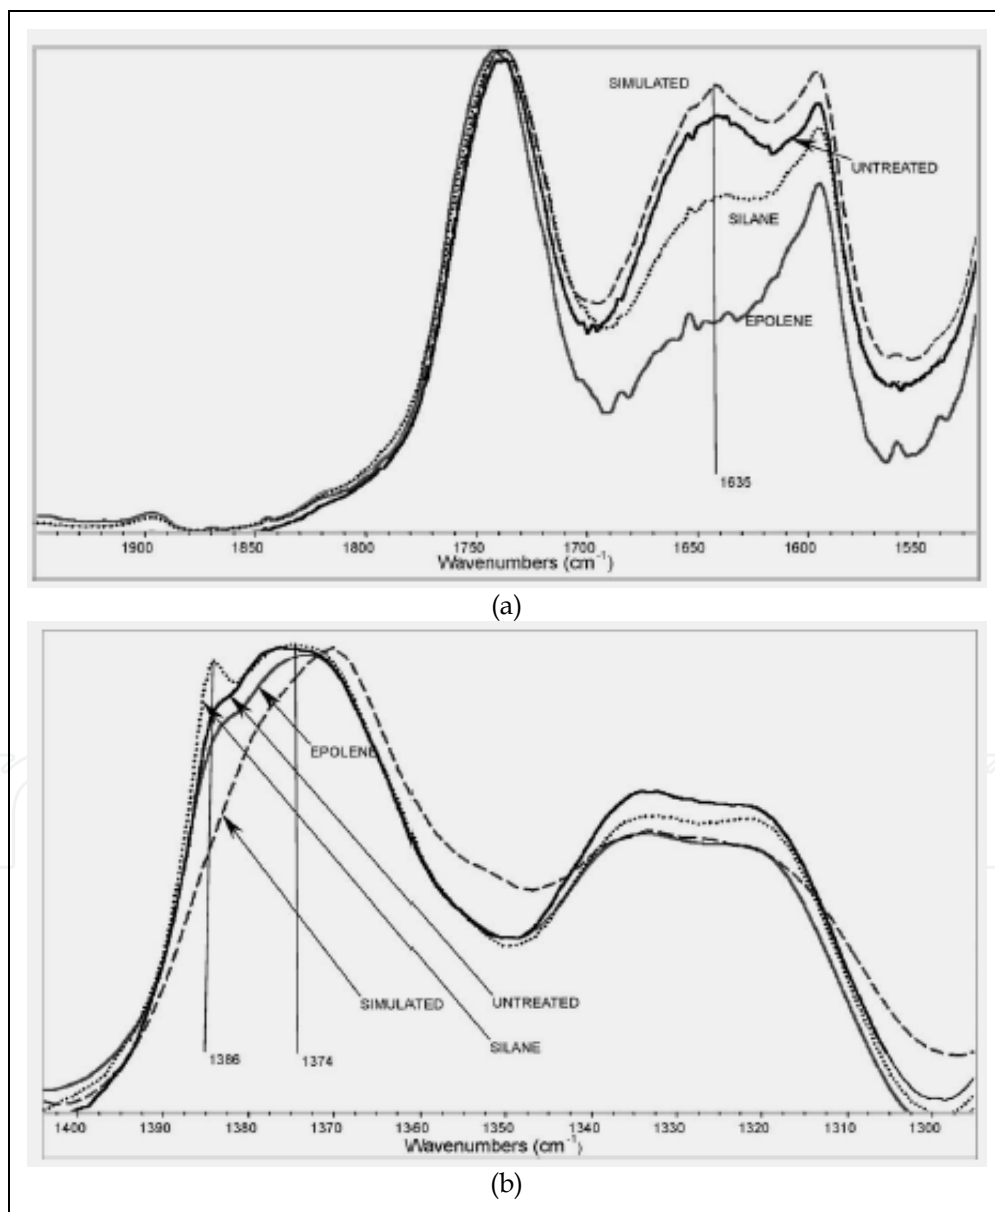 SIMULATED
UNTREATED
SILANE
EPOLENE
1635
1900 1850 1800 1750 1700 1650 1600 1550
Wavenumbers (cm-1)
(a)
EPOLENE
SIMULATED
UNTREATED
SILANE
1386
1374
1400 1390 1380 1370 1360 1350 1340 1330 1320 1310 1300
Wavenumbers (cm-1)
(b)